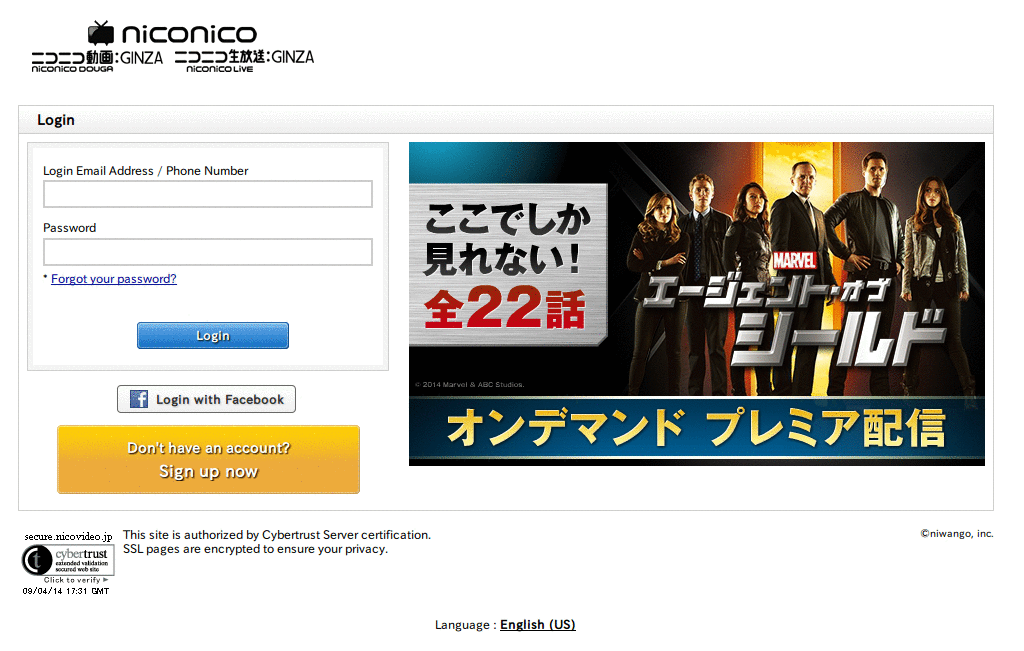 niconico
ニコニコ動画:GINZA ニコニコ生放送:GINZA
NICONICO DOUGA NICONICO LIVE
Login
Login Email Address / Phone Number
Password
* Forgot your password?
Login
Login with Facebook
Don't have an account?
Sign up now
ここでしか
見れない!
全22話
MARVEL
エージェント・オブ
シールド
© 2014 Marvel & ABC Studios.
オンデマンド プレミア配信
secure.nicovideo.jp
cybertrust
extended validation
secured web site
Click to verify ►
09/04/14 17:31 GMT
This site is authorized by Cybertrust Server certification.
SSL pages are encrypted to ensure your privacy.
©niwango, inc.
Language : English (US)